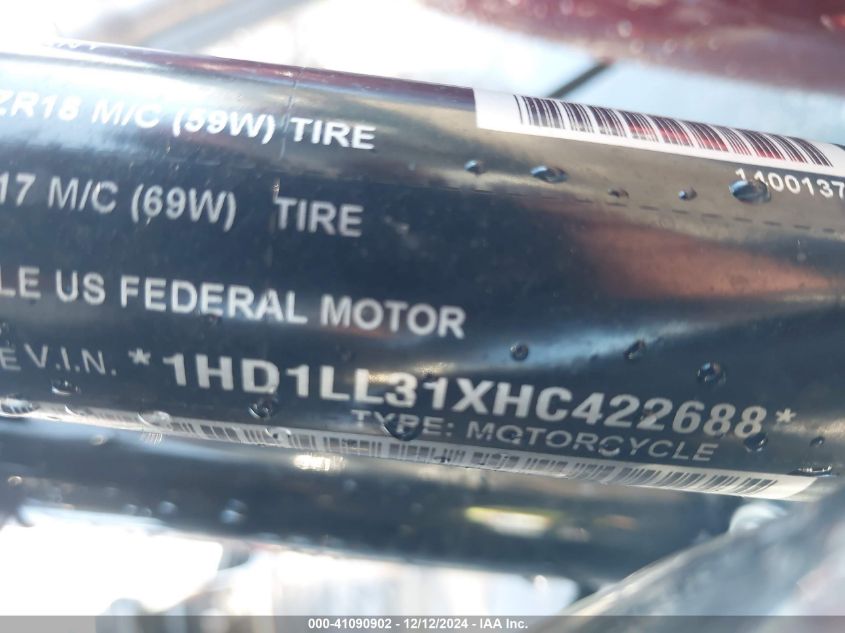 ZR18 M/C (59W) TIRE
1100137
17 M/C (69W) TIRE
LE US FEDERAL MOTOR
E V.I.N. *1HD1LL31XHC422688*
TYPE: MOTORCYCLE
000-41090902 - 12/12/2024 - IAA Inc.